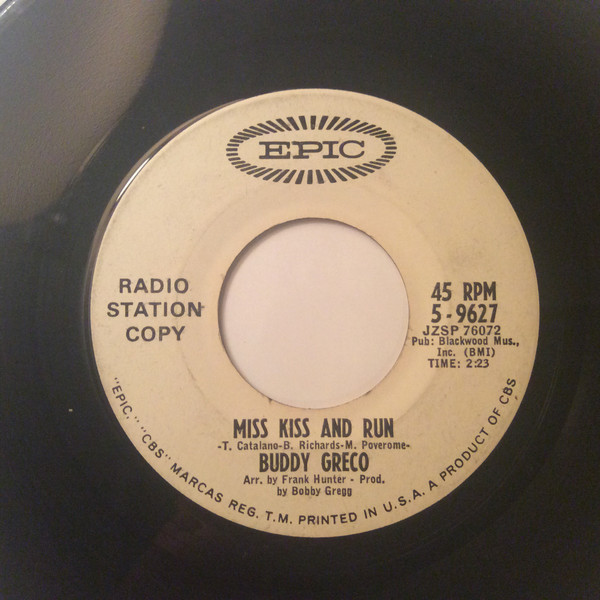 EPIC
RADIO
STATION
COPY
45 RPM
5-9627
JZSP 76072
Pub: Blackwood Mus.,
Inc. (BMI)
TIME: 2:23
MISS KISS AND RUN
-T. Catalano-B. Richards-M. Poverome-
BUDDY GRECO
Arr. by Frank Hunter - Prod.
by Bobby Gregg
"EPIC," "CBS" MARCAS REG. T.M. PRINTED IN U.S.A. A PRODUCT OF CBS